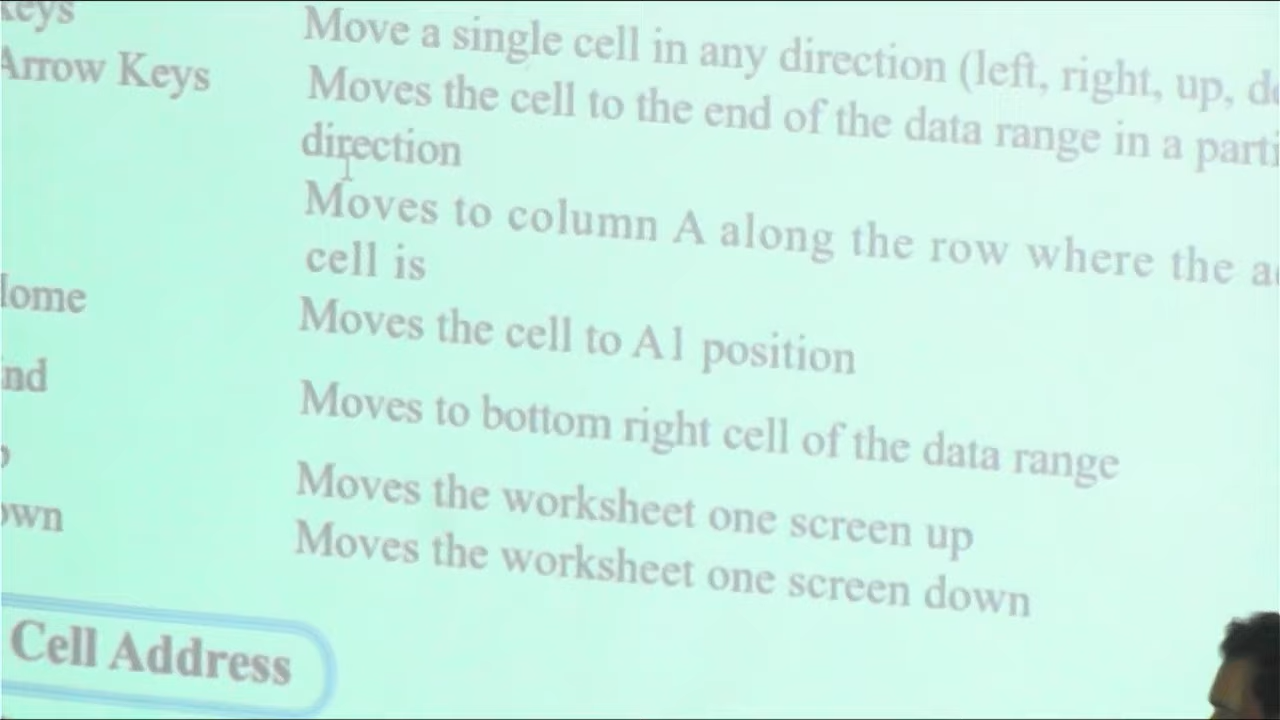 Keys Move a single cell in any direction (left, right, up,
Arrow Keys Moves the cell to the end of the data range in a
direction
Moves to column A along the row where the
cell is
Moves the cell to A1 position
Moves to bottom right cell of the data range
Moves the worksheet one screen up
Moves the worksheet one screen down
Cell Address